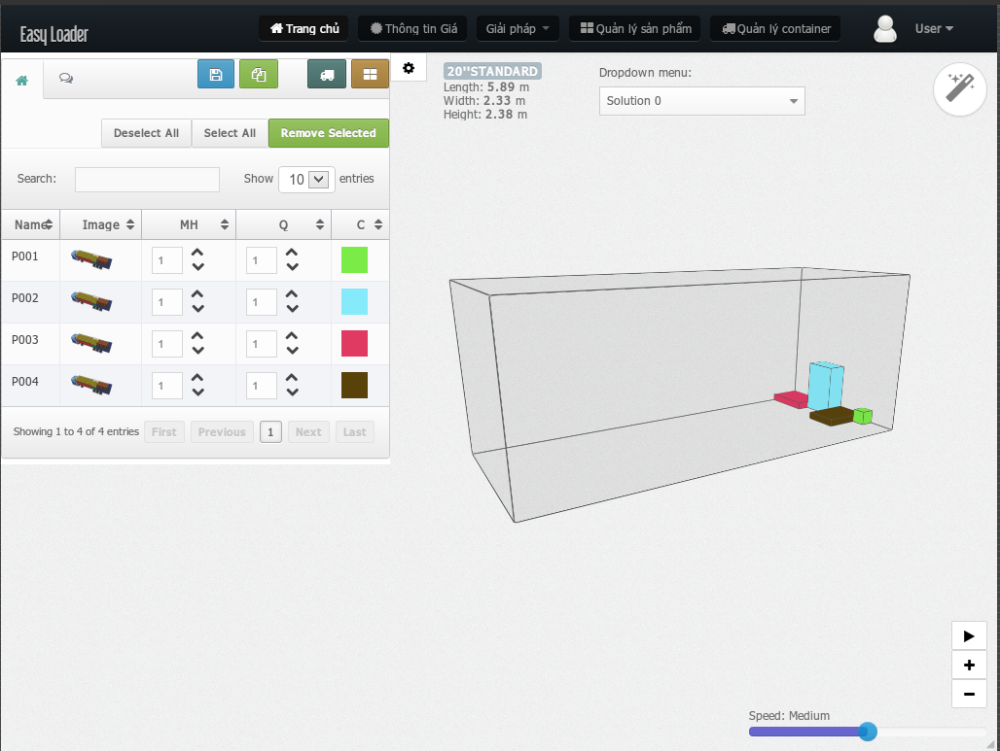 Easy Loader
Trang chủ
Thông tin Giá
Giải pháp
Quản lý sản phẩm
Quản lý container
User
20''STANDARD
Length: 5.89 m
Width: 2.33 m
Height: 2.38 m
Dropdown menu:
Solution 0
Deselect All
Select All
Remove Selected
Search:
Show 10 entries
Name Image MH Q C
P001 1 1
P002 1 1
P003 1 1
P004 1 1
Showing 1 to 4 of 4 entries
First Previous 1 Next Last
Speed: Medium